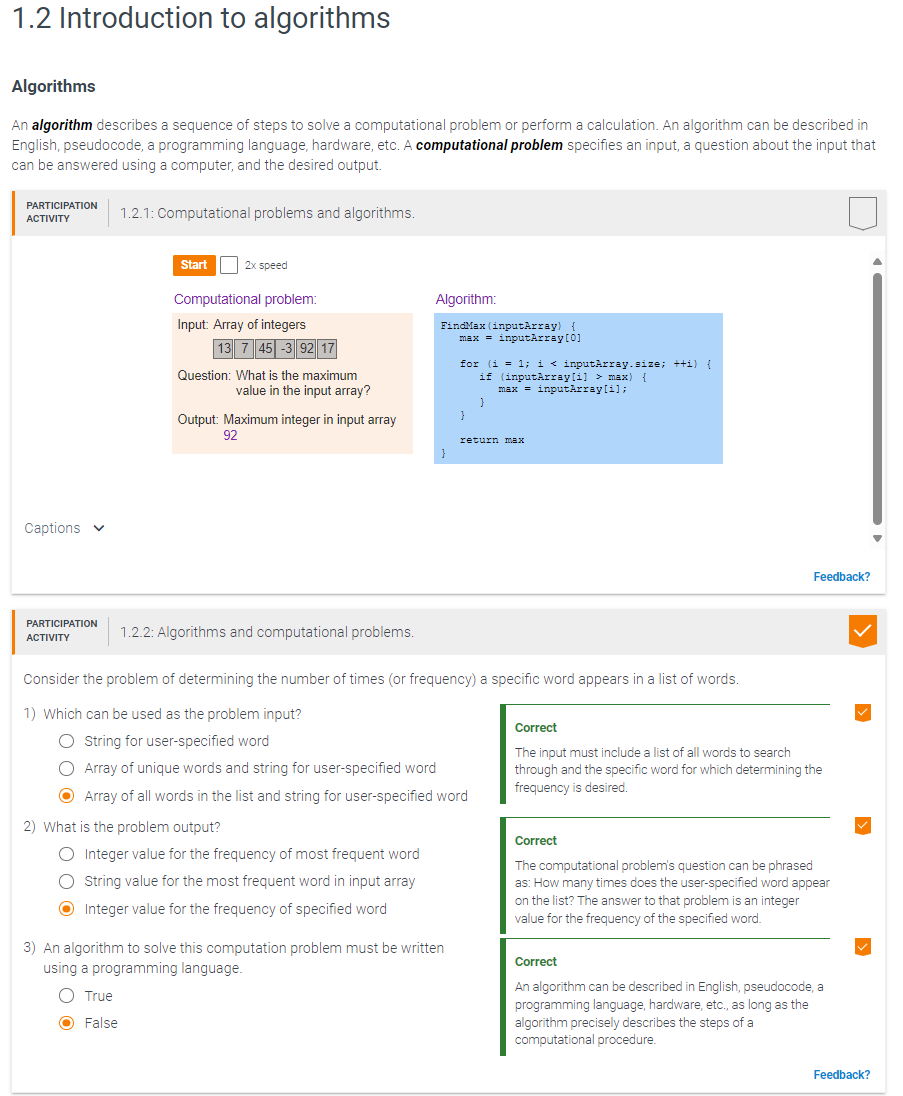 1.2 Introduction to algorithms
Algorithms
An algorithm describes a sequence of steps to solve a computational problem or perform a calculation. An algorithm can be described in
English, pseudocode, a programming language, hardware, etc. A computational problem specifies an input, a question about the input that
can be answered using a computer, and the desired output.
PARTICIPATION
ACTIVITY
1.2.1: Computational problems and algorithms.
Start 2x speed
Computational problem:
Input: Array of integers
13 7 45 -3 92 17
Question: What is the maximum
value in the input array?
Output: Maximum integer in input array
92
Algorithm:
FindMax(inputArray) {
max = inputArray[0]
for (i = 1; i < inputArray.size; ++i) {
if (inputArray[i] > max) {
max = inputArray[i];
}
}
return max
}
Captions
Feedback?
PARTICIPATION
ACTIVITY
1.2.2: Algorithms and computational problems.
Consider the problem of determining the number of times (or frequency) a specific word appears in a list of words.
1) Which can be used as the problem input?
String for user-specified word
Array of unique words and string for user-specified word
Array of all words in the list and string for user-specified word
Correct
The input must include a list of all words to search
through and the specific word for which determining the
frequency is desired.
2) What is the problem output?
Integer value for the frequency of most frequent word
String value for the most frequent word in input array
Integer value for the frequency of specified word
Correct
The computational problem's question can be phrased
as: How many times does the user-specified word appear
on the list? The answer to that problem is an integer
value for the frequency of the specified word.
3) An algorithm to solve this computation problem must be written
using a programming language.
True
False
Correct
An algorithm can be described in English, pseudocode, a
programming language, hardware, etc., as long as the
algorithm precisely describes the steps of a
computational procedure.
Feedback?